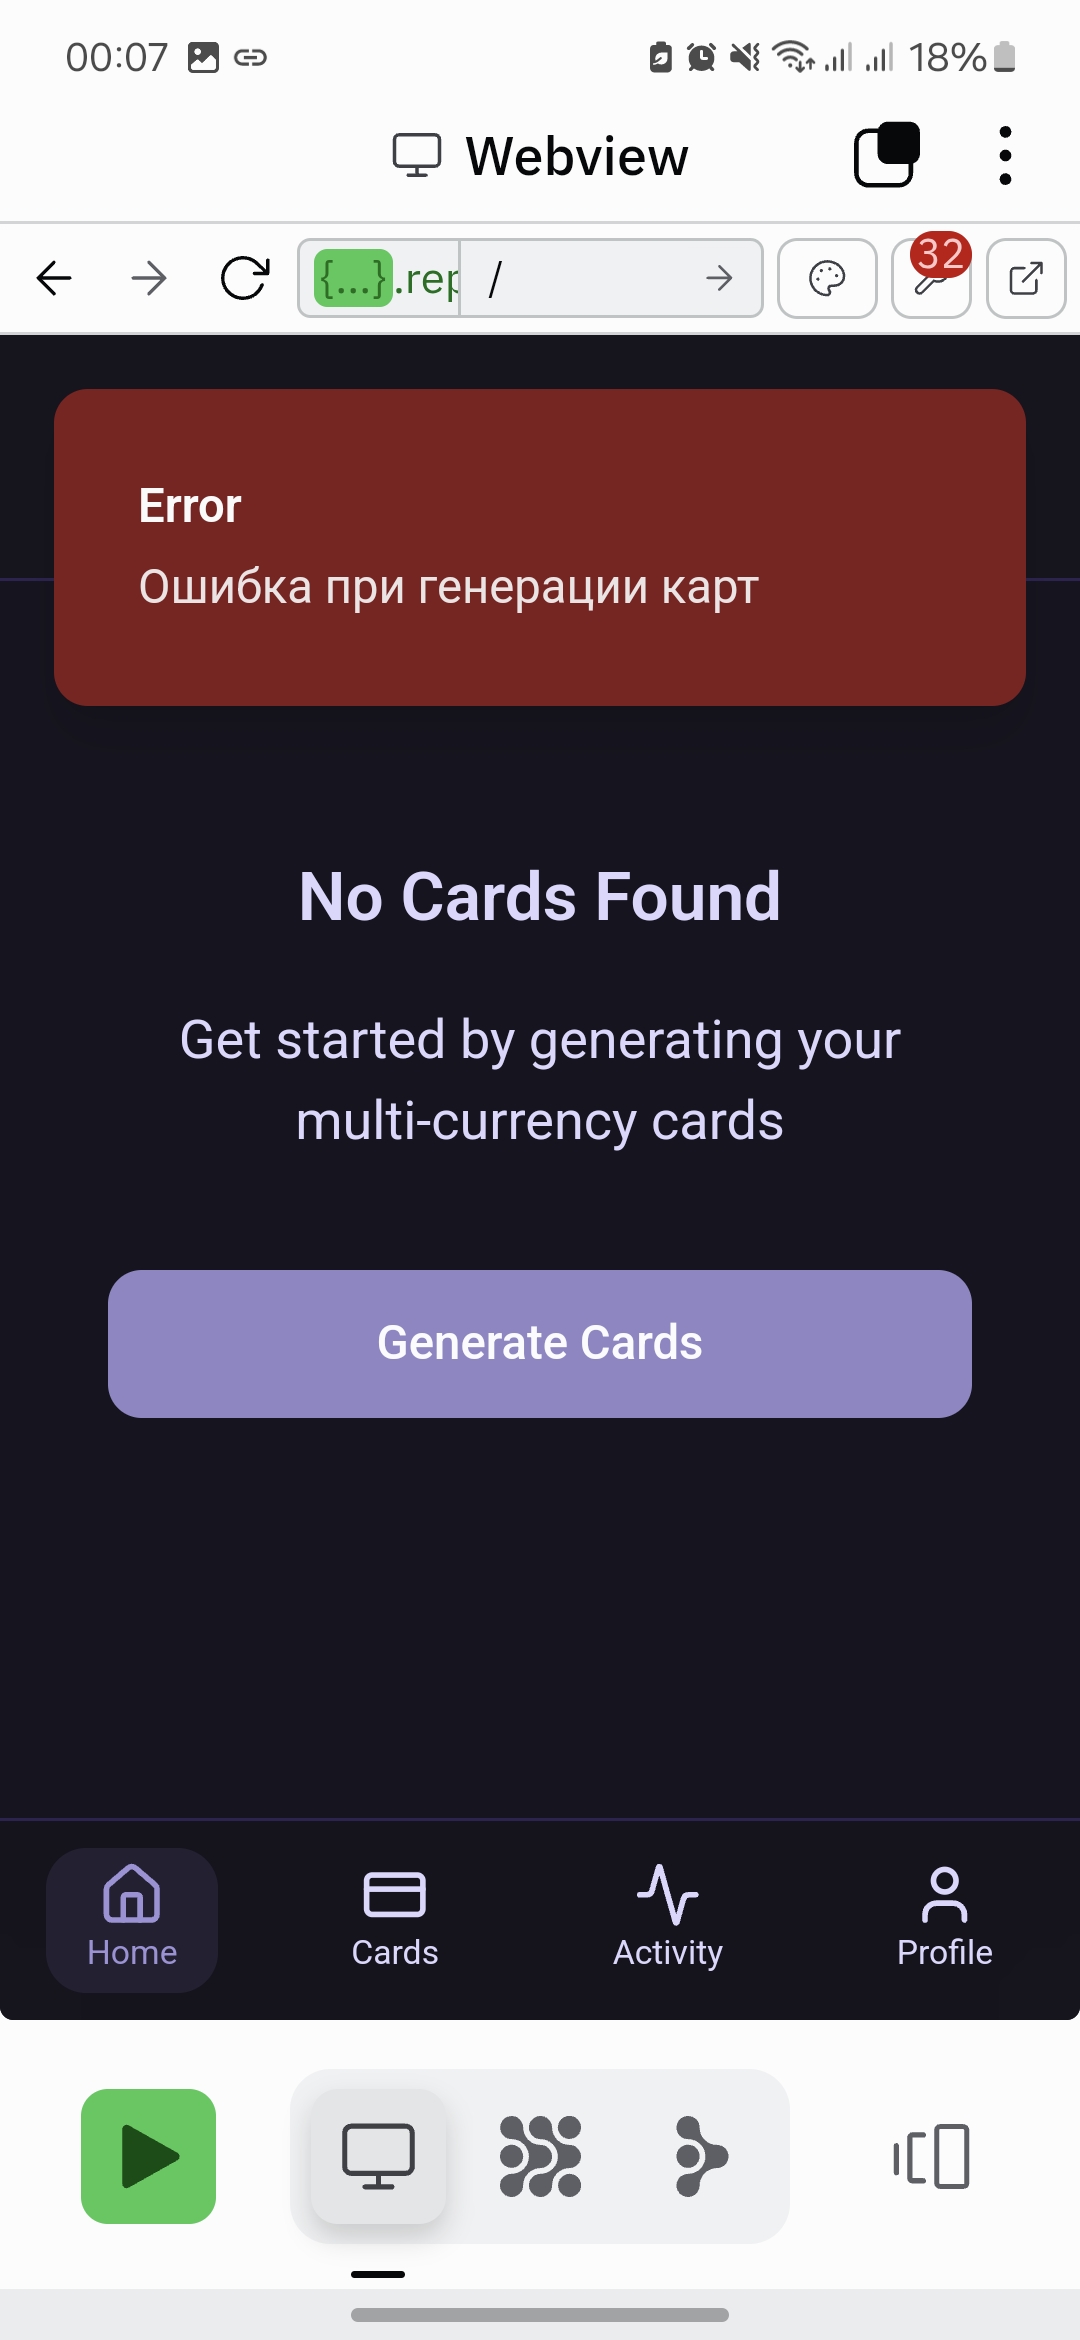 00:07
18%
Webview
{...}.rep
/
32
Error
Ошибка при генерации карт
No Cards Found
Get started by generating your
multi-currency cards
Generate Cards
Home
Cards
Activity
Profile